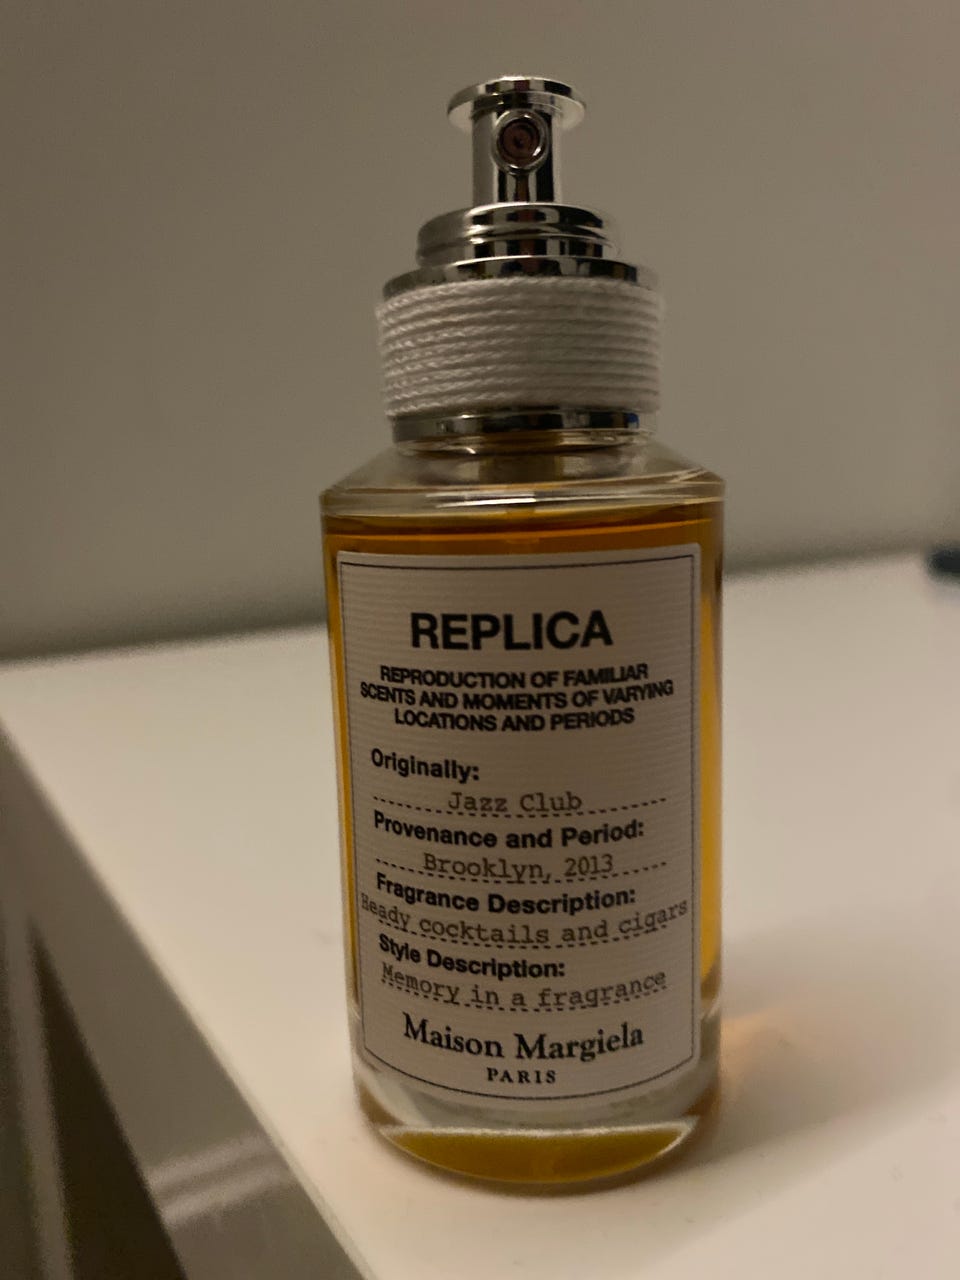 REPLICA
REPRODUCTION OF FAMILIAR
SCENTS AND MOMENTS OF VARYING
LOCATIONS AND PERIODS
Originally:
Jazz Club
Provenance and Period:
Brooklyn, 2013
Fragrance Description:
Heady cocktails and cigars
Style Description:
Memory in a fragrance
Maison Margiela
PARIS